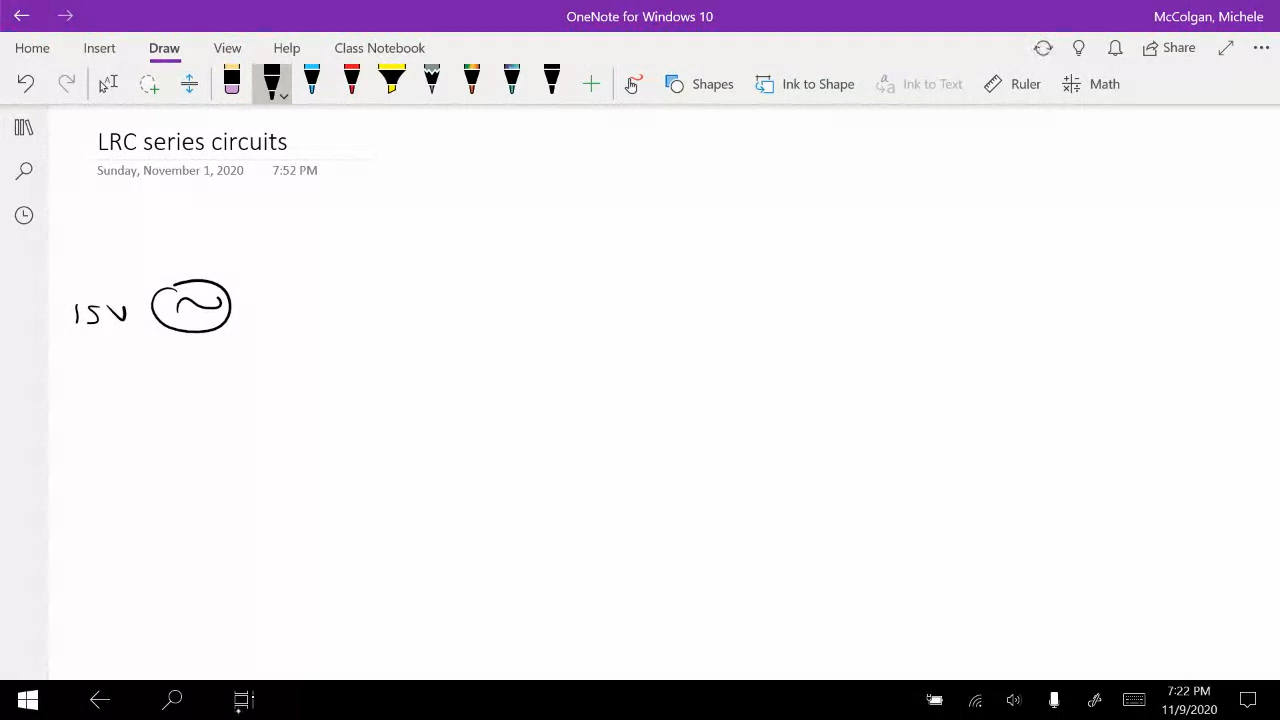 OneNote for Windows 10
McColgan, Michele
Home Insert Draw View Help Class Notebook
Share
Shapes Ink to Shape Ink to Text Ruler Math
LRC series circuits
Sunday, November 1, 2020 7:52 PM
15V
7:22 PM
11/9/2020